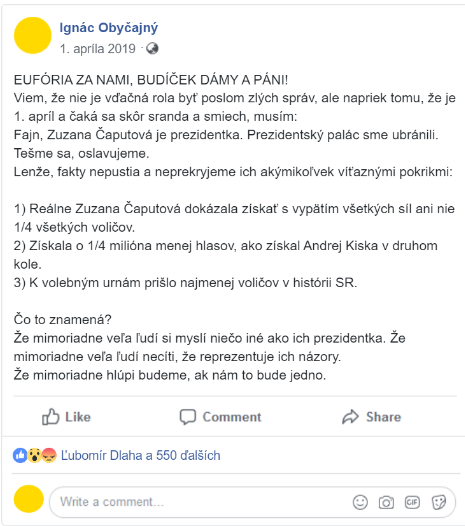 Ignác Obyčajný
1. apríla 2019 ·
EUFÓRIA ZA NAMI, BUDÍČEK DÁMY A PÁNI!
Viem, že nie je vďačná rola byť poslom zlých správ, ale napriek tomu, že je
1. apríl a čaká sa skôr sranda a smiech, musím:
Fajn, Zuzana Čaputová je prezidentka. Prezidentský palác sme ubránili.
Tešme sa, oslavujeme.
Lenže, fakty nepustia a neprekryjeme ich akýmikoľvek víťaznými pokrikmi:
1) Reálne Zuzana Čaputová dokázala získať s vypätím všetkých síl ani nie
1/4 všetkých voličov.
2) Získala o 1/4 milióna menej hlasov, ako získal Andrej Kiska v druhom
kole.
3) K volebným urnám prišlo najmenej voličov v histórii SR.
Čo to znamená?
Že mimoriadne veľa ľudí si myslí niečo iné ako ich prezidentka. Že
mimoriadne veľa ľudí necíti, že reprezentuje ich názory.
Že mimoriadne hlúpi budeme, ak nám to bude jedno.
Like Comment Share
Ľubomír Dlaha a 550 ďalších
Write a comment... GIF